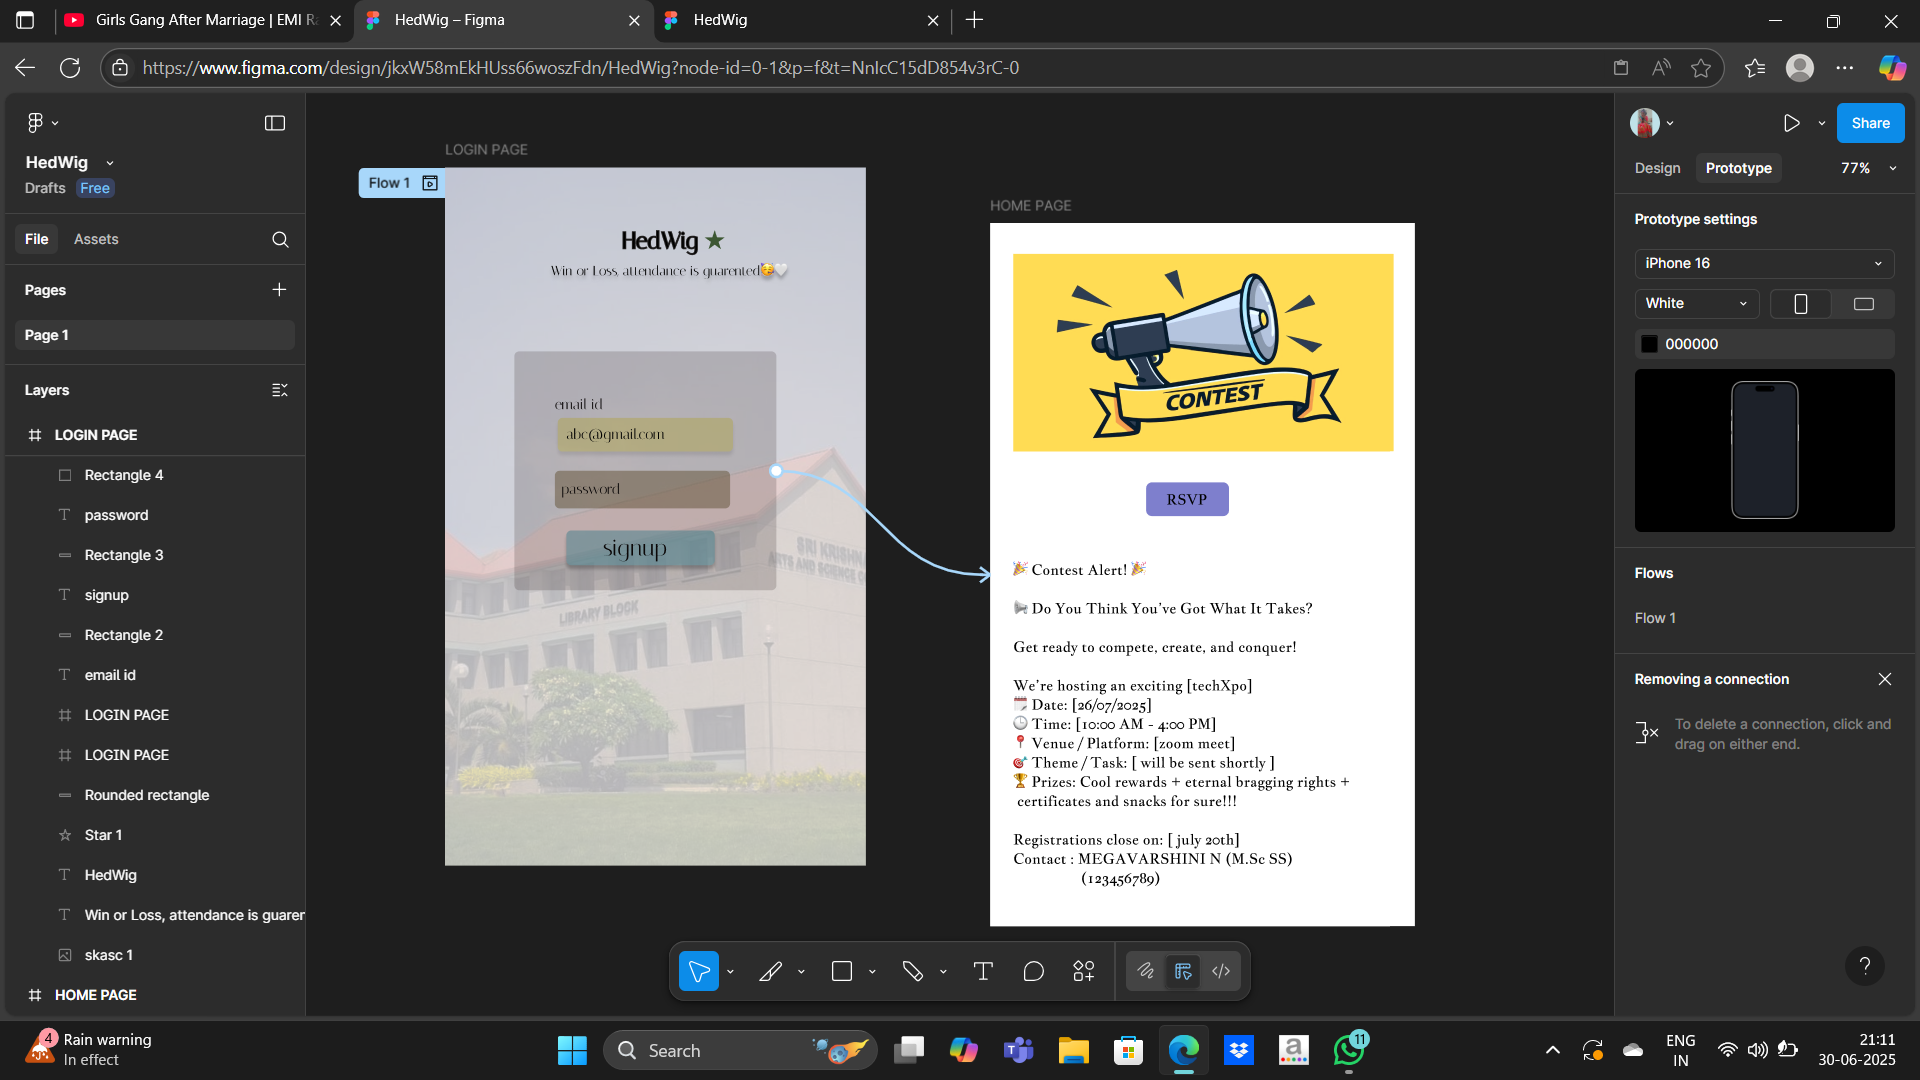 Girls Gang After Marriage | EMI Ra
HedWig – Figma
HedWig
https://www.figma.com/design/jkxW58mEkHUss66woszFdn/HedWig?node-id=0-1&p=f&t=NnIcC15dD854v3rC-0
HedWig
Drafts Free
File Assets
Pages
Page 1
Layers
LOGIN PAGE
Rectangle 4
password
Rectangle 3
signup
Rectangle 2
email id
LOGIN PAGE
LOGIN PAGE
Rounded rectangle
Star 1
HedWig
Win or Loss, attendance is guarer
skasc 1
HOME PAGE
LOGIN PAGE
Flow 1
HedWig ★
Win or Loss, attendance is guarented🥳🤍
email id
abc@gmail.com
password
signup
SRI KRISHNA
ARTS AND SCIENCE CO
LIBRARY BLOCK
HOME PAGE
CONTEST
RSVP
🎉 Contest Alert! 🎉
📢 Do You Think You've Got What It Takes?
Get ready to compete, create, and conquer!
We're hosting an exciting [techXpo]
🗓️ Date: [26/07/2025]
🕒 Time: [10:00 AM - 4:00 PM]
📍 Venue / Platform: [zoom meet]
🎯 Theme / Task: [ will be sent shortly ]
🏆 Prizes: Cool rewards + eternal bragging rights +
certificates and snacks for sure!!!
Registrations close on: [ july 20th]
Contact : MEGAVARSHINI N (M.Sc SS)
(123456789)
Share
Design Prototype 77%
Prototype settings
iPhone 16
White
000000
Flows
Flow 1
Removing a connection
To delete a connection, click and
drag on either end.
?
4
Rain warning
In effect
Search
a
11
ENG
IN
21:11
30-06-2025